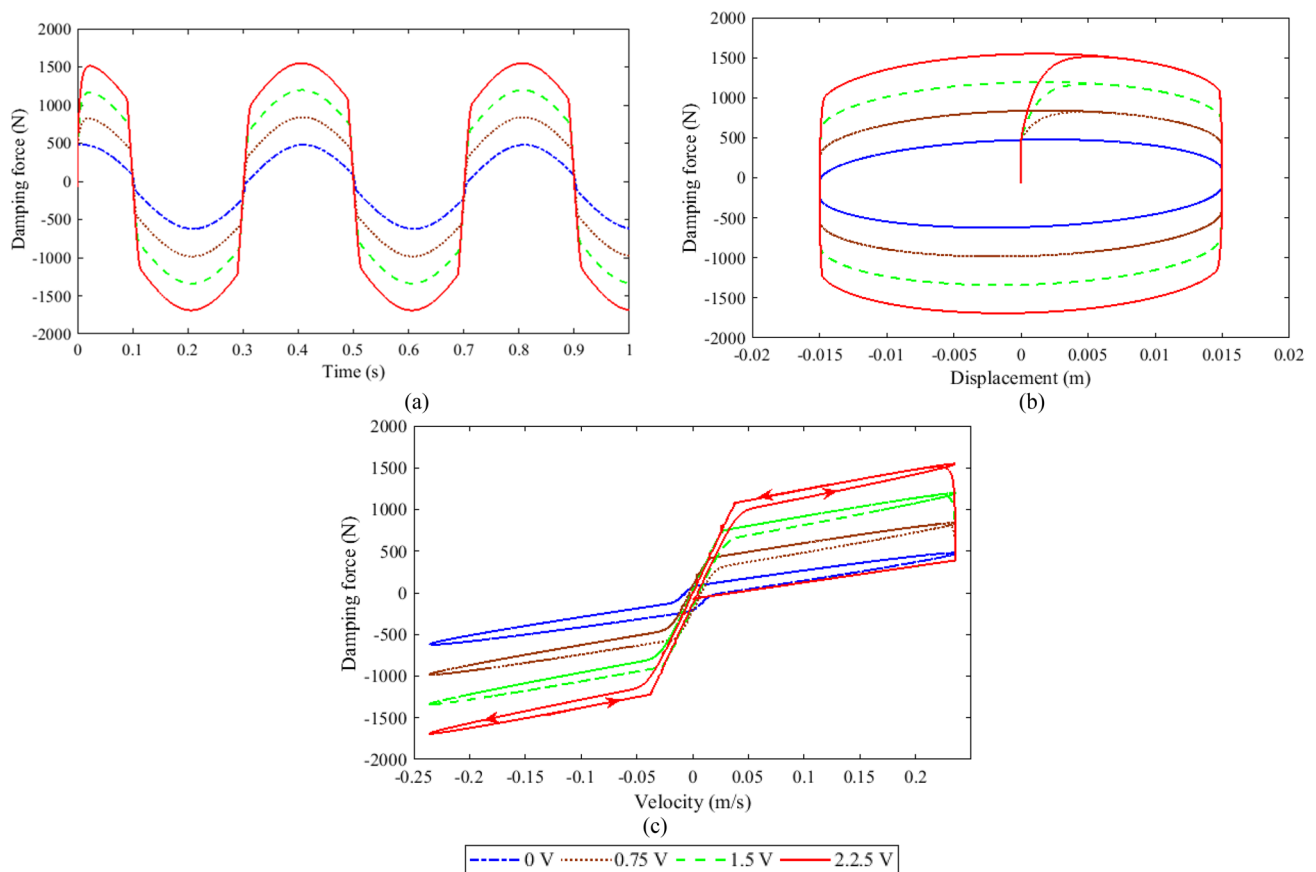 2000
1500
1000
500
0
-500
-1000
-1500
-2000
Damping force (N)
0 0.1 0.2 0.3 0.4 0.5 0.6 0.7 0.8 0.9 1
Time (s)
(a)
2000
1500
1000
500
0
-500
-1000
-1500
-2000
Damping force (N)
-0.02 -0.015 -0.01 -0.005 0 0.005 0.01 0.015 0.02
Displacement (m)
(b)
2000
1500
1000
500
0
-500
-1000
-1500
-2000
Damping force (N)
-0.25 -0.2 -0.15 -0.1 -0.05 0 0.05 0.1 0.15 0.2
Velocity (m/s)
(c)
0 V 0.75 V 1.5 V 2.2.5 V